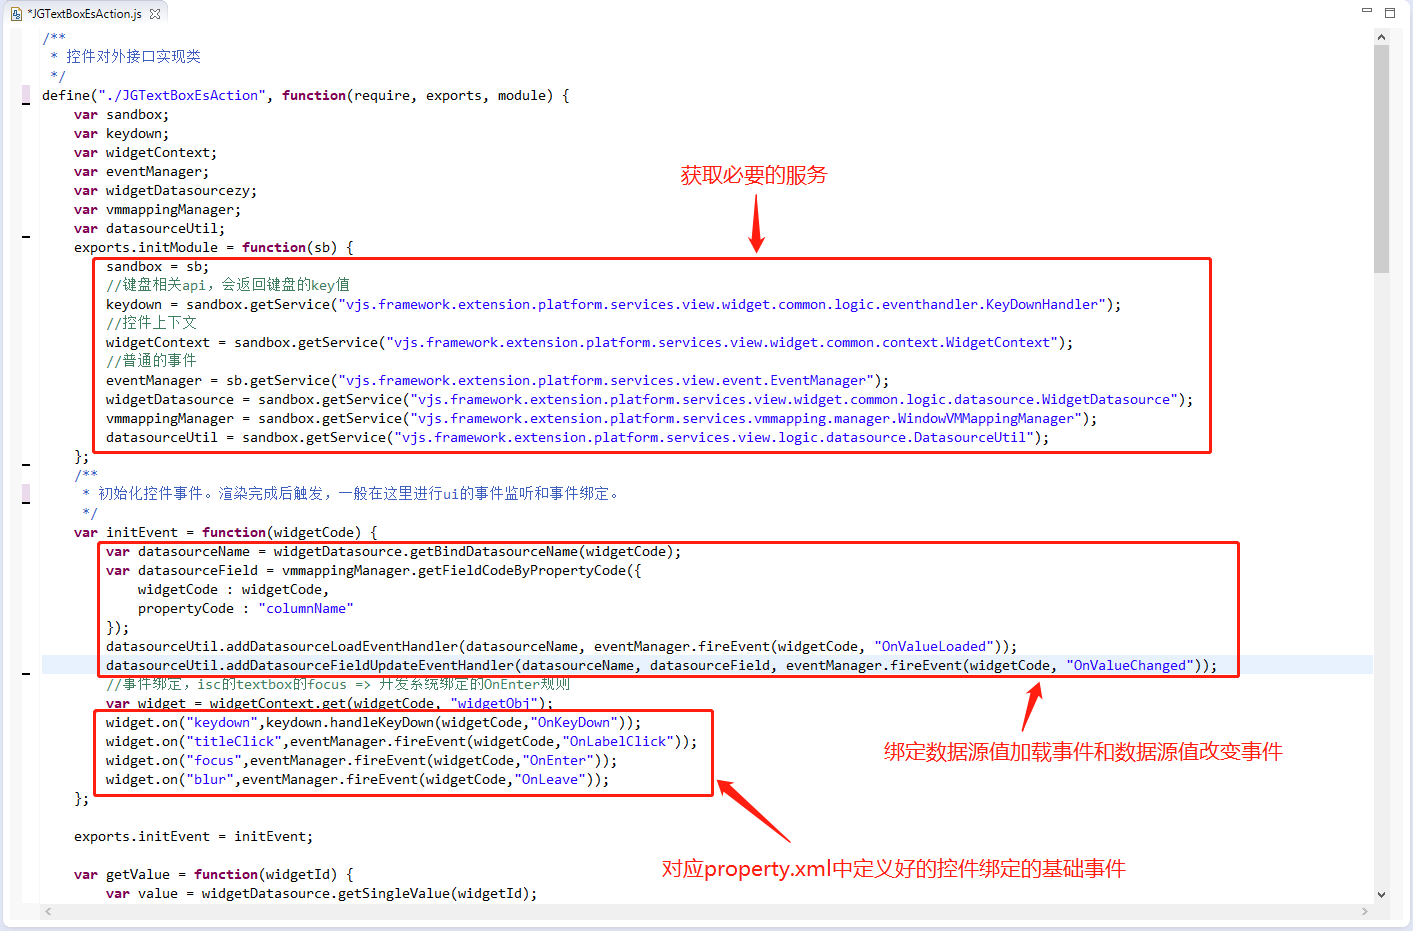 *JGTextBoxEsAction.js
/**
 * 控件对外接口实现类
 */
define("./JGTextBoxEsAction", function(require, exports, module) {
    var sandbox;
    var keydown;
    var widgetContext;
    var eventManager;
    var widgetDatasourcezy;
    var vmmappingManager;
    var datasourceUtil;
    exports.initModule = function(sb) {
获取必要的服务
        sandbox = sb;
        //键盘相关api，会返回键盘的key值
        keydown = sandbox.getService("vjs.framework.extension.platform.services.view.widget.common.logic.eventhandler.KeyDownHandler");
        //控件上下文
        widgetContext = sandbox.getService("vjs.framework.extension.platform.services.view.widget.common.context.WidgetContext");
        //普通的事件
        eventManager = sb.getService("vjs.framework.extension.platform.services.view.event.EventManager");
        widgetDatasource = sandbox.getService("vjs.framework.extension.platform.services.view.widget.common.logic.datasource.WidgetDatasource");
        vmmappingManager = sandbox.getService("vjs.framework.extension.platform.services.vmmapping.manager.WindowVMMappingManager");
        datasourceUtil = sandbox.getService("vjs.framework.extension.platform.services.view.logic.datasource.DatasourceUtil");
    };
    /**
     * 初始化控件事件。渲染完成后触发，一般在这里进行ui的事件监听和事件绑定。
     */
    var initEvent = function(widgetCode) {
        var datasourceName = widgetDatasource.getBindDatasourceName(widgetCode);
        var datasourceField = vmmappingManager.getFieldCodeByPropertyCode({
            widgetCode : widgetCode,
            propertyCode : "columnName"
        });
        datasourceUtil.addDatasourceLoadEventHandler(datasourceName, eventManager.fireEvent(widgetCode, "OnValueLoaded"));
        datasourceUtil.addDatasourceFieldUpdateEventHandler(datasourceName, datasourceField, eventManager.fireEvent(widgetCode, "OnValueChanged"));
        //事件绑定，isc的textbox的focus => 开发系统绑定的OnEnter规则
        var widget = widgetContext.get(widgetCode, "widgetObj");
        widget.on("keydown",keydown.handleKeyDown(widgetCode,"OnKeyDown"));
        widget.on("titleClick",eventManager.fireEvent(widgetCode,"OnLabelClick"));
        widget.on("focus",eventManager.fireEvent(widgetCode,"OnEnter"));
        widget.on("blur",eventManager.fireEvent(widgetCode,"OnLeave"));
绑定数据源值加载事件和数据源值改变事件
    };
    exports.initEvent = initEvent;
对应property.xml中定义好的控件绑定的基础事件
    var getValue = function(widgetId) {
        var value = widgetDatasource.getSingleValue(widgetId);